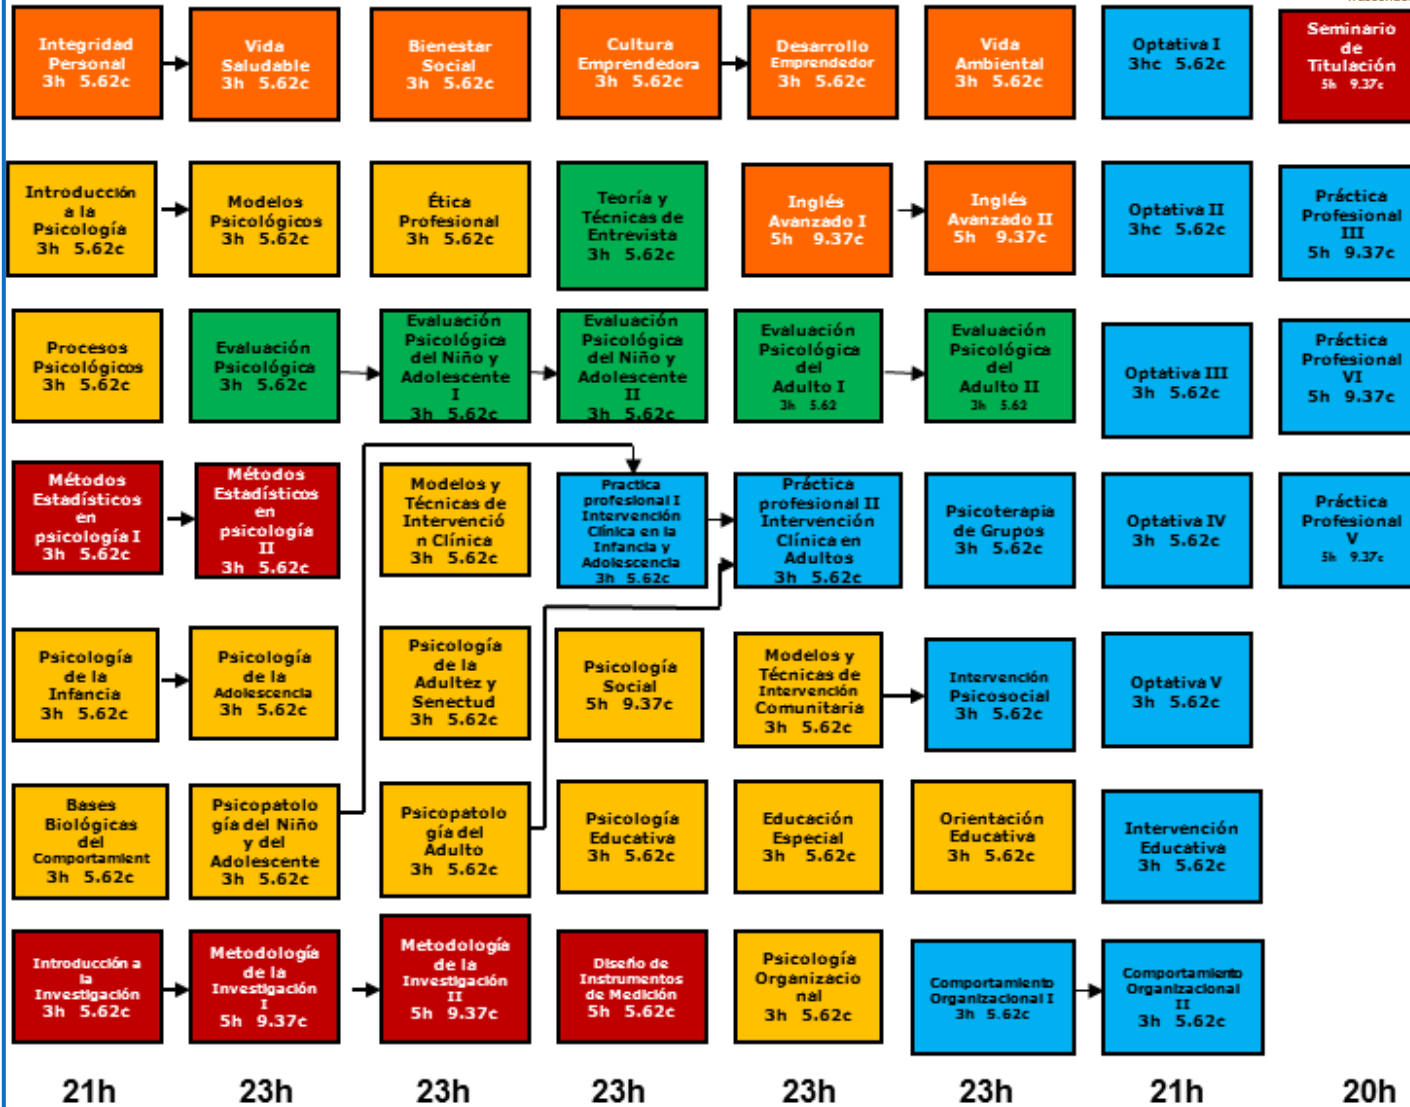 Integridad
Personal
3h 5.62c
Vida
Saludable
3h 5.62c
Bienestar
Social
3h 5.62c
Cultura
Emprendedora
3h 5.62c
Desarrollo
Emprendedor
3h 5.62c
Vida
Ambiental
3h 5.62c
Optativa I
3hc 5.62c
Seminario
de
Titulación
5h 9.37c
Introducción
a la
Psicología
3h 5.62c
Modelos
Psicológicos
3h 5.62c
Ética
Profesional
3h 5.62c
Teoría y
Técnicas de
Entrevista
3h 5.62c
Inglés
Avanzado I
5h 9.37c
Inglés
Avanzado II
5h 9.37c
Optativa II
3hc 5.62c
Práctica
Profesional
III
5h 9.37c
Procesos
Psicológicos
3h 5.62c
Evaluación
Psicológica
3h 5.62c
Evaluación
Psicológica
del Niño y
Adolescente
I
3h 5.62c
Evaluación
Psicológica
del Niño y
Adolescente
II
3h 5.62c
Evaluación
Psicológica
del
Adulto I
3h 5.62
Evaluación
Psicológica
del
Adulto II
3h 5.62
Optativa III
3h 5.62c
Práctica
Profesional
VI
5h 9.37c
Métodos
Estadísticos
en
psicología I
3h 5.62c
Métodos
Estadísticos
en
psicología
II
3h 5.62c
Modelos y
Técnicas de
Intervenció
n Clínica
3h 5.62c
Practica
profesional I
Intervención
Clínica en la
Infancia y
Adolescencia
3h 5.62c
Práctica
profesional II
Intervención
Clínica en
Adultos
3h 5.62c
Psicoterapia
de Grupos
3h 5.62c
Optativa IV
3h 5.62c
Práctica
Profesional
V
5h 9.37c
Psicología
de la
Infancia
3h 5.62c
Psicología
de la
Adolescencia
3h 5.62c
Psicología
de la
Adultez y
Senectud
3h 5.62c
Psicología
Social
5h 9.37c
Modelos y
Técnicas de
Intervención
Comunitaria
3h 5.62c
Intervención
Psicosocial
3h 5.62c
Optativa V
3h 5.62c
Bases
Biológicas
del
Comportamient
3h 5.62c
Psicopatolo
gía del Niño
y del
Adolescente
3h 5.62c
Psicopatolo
gía del
Adulto
3h 5.62c
Psicología
Educativa
3h 5.62c
Educación
Especial
3h 5.62c
Orientación
Educativa
3h 5.62c
Intervención
Educativa
3h 5.62c
Introducción a
la
Investigación
3h 5.62c
Metodología
de la
Investigación
I
5h 9.37c
Metodología
de la
Investigación
II
5h 9.37c
Diseño de
Instrumentos
de Medición
5h 5.62c
Psicología
Organizacio
nal
3h 5.62c
Comportamiento
Organizacional I
3h 5.62c
Comportamiento
Organizacional
II
3h 5.62c
21h 23h 23h 23h 23h 23h 21h 20h